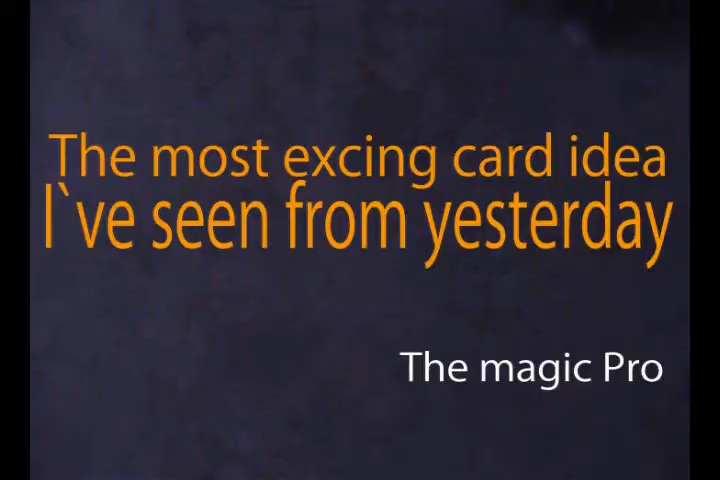 The most excing card idea
I`ve seen from yesterday
The magic Pro